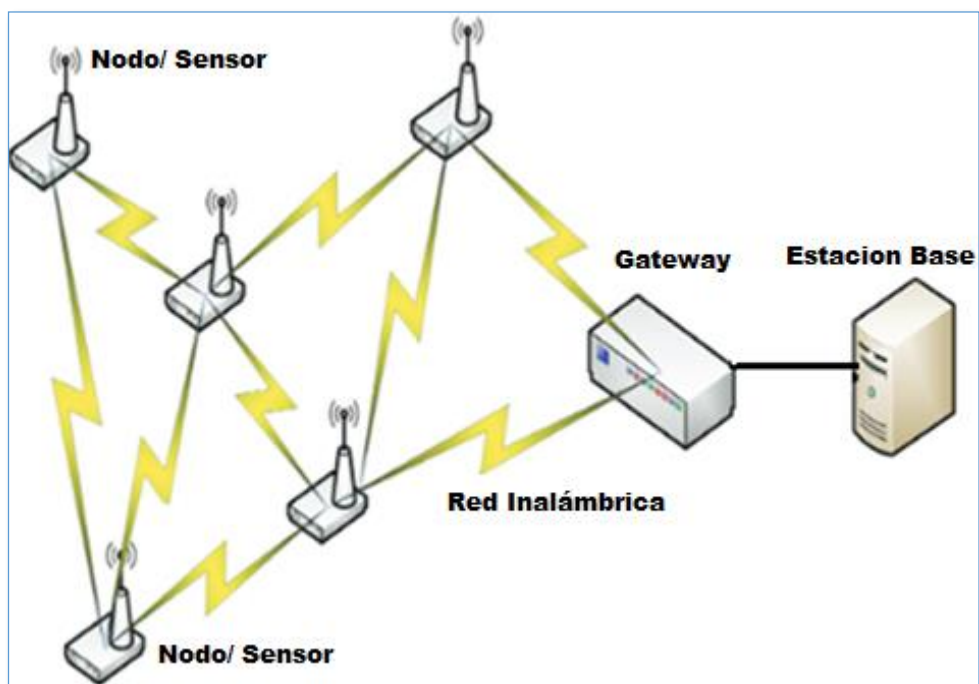 Nodo/ Sensor
Gateway
Estacion Base
Red Inalámbrica
Nodo/ Sensor